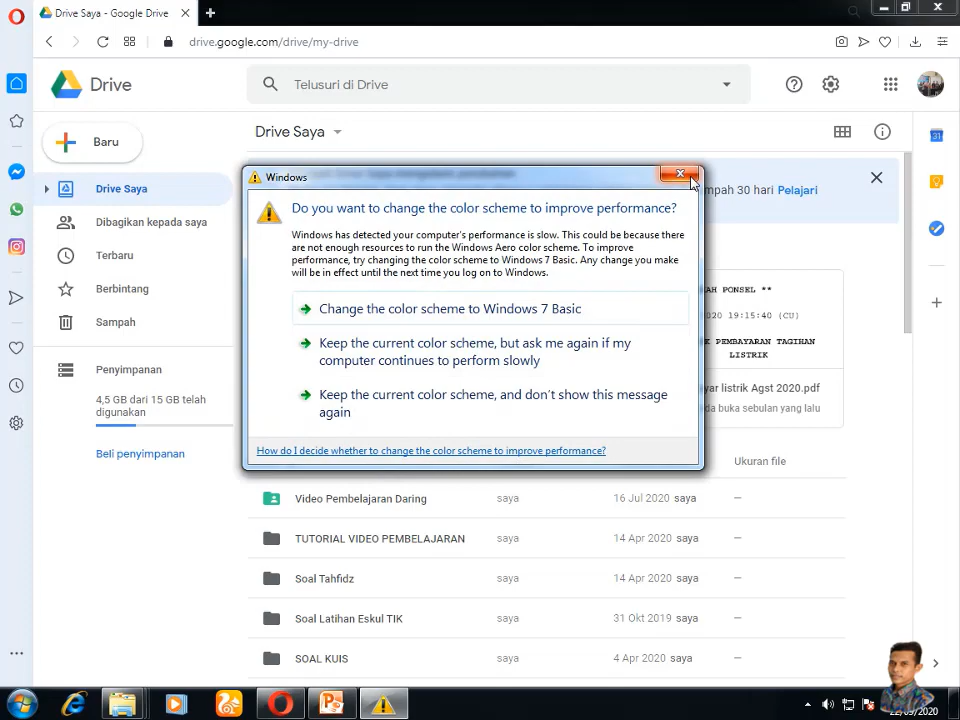 Drive Saya - Google Drive
drive.google.com/drive/my-drive
Drive
Telusuri di Drive
Baru
Drive Saya
Drive Saya
Dibagikan kepada saya
Terbaru
Berbintang
Sampah
Penyimpanan
4,5 GB dari 15 GB telah
digunakan
Beli penyimpanan
mpah 30 hari Pelajari
31
Windows
Do you want to change the color scheme to improve performance?
Windows has detected your computer's performance is slow. This could be because there
are not enough resources to run the Windows Aero color scheme. To improve
performance, try changing the color scheme to Windows 7 Basic. Any change you make
will be in effect until the next time you log on to Windows.
Change the color scheme to Windows 7 Basic
Keep the current color scheme, but ask me again if my
computer continues to perform slowly
Keep the current color scheme, and don't show this message
again
How do I decide whether to change the color scheme to improve performance?
AH PONSEL **
020 19:15:40 (CU)
K PEMBAYARAN TAGIHAN
LISTRIK
yar listrik Agst 2020.pdf
da buka sebulan yang lalu
Ukuran file
Video Pembelajaran Daring saya 16 Jul 2020 saya —
TUTORIAL VIDEO PEMBELAJARAN saya 14 Apr 2020 saya —
Soal Tahfidz saya 14 Apr 2020 saya —
Soal Latihan Eskul TIK saya 31 Okt 2019 saya —
SOAL KUIS saya 4 Apr 2020 saya —